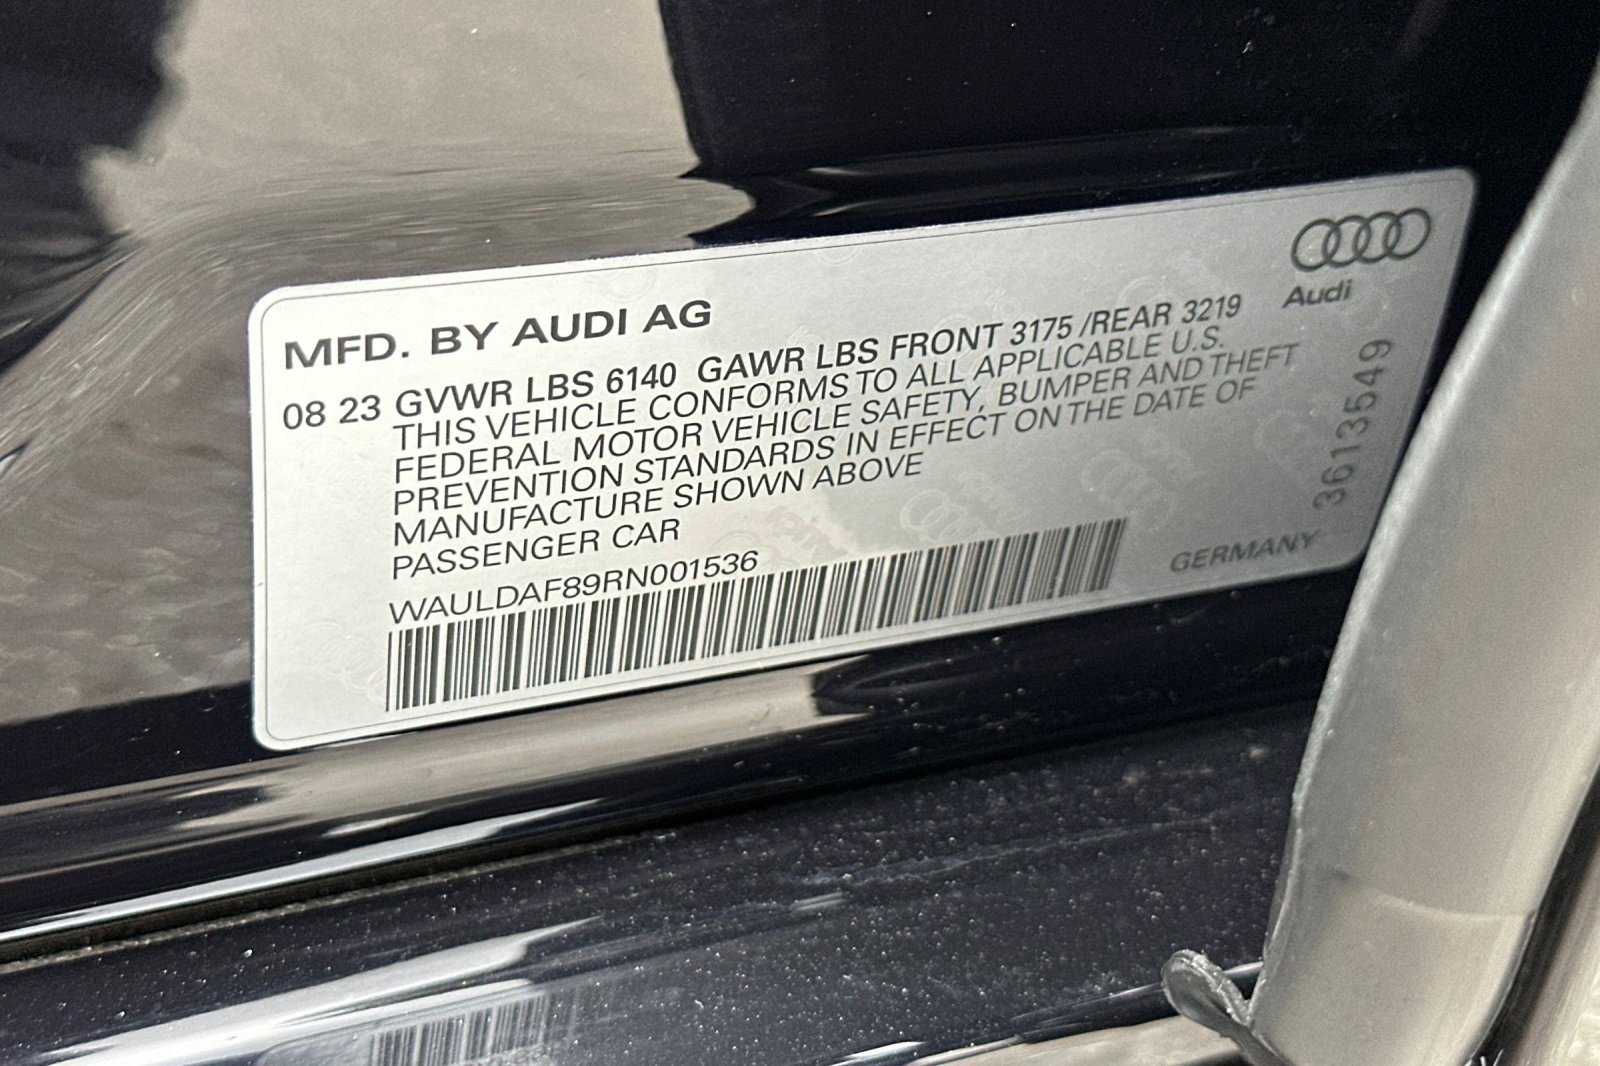 MFD. BY AUDI AG
Audi
08 23 GVWR LBS 6140 GAWR LBS FRONT 3175 /REAR 3219
THIS VEHICLE CONFORMS TO ALL APPLICABLE U.S.
FEDERAL MOTOR VEHICLE SAFETY, BUMPER AND THEFT
PREVENTION STANDARDS IN EFFECT ON THE DATE OF
MANUFACTURE SHOWN ABOVE
PASSENGER CAR
WAULDAF89RN001536
GERMANY
36135549